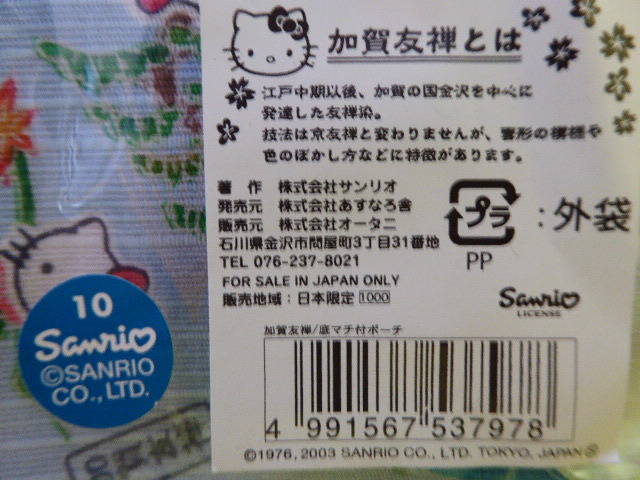 加賀友禅とは
江戸中期以後、加賀の国金沢を中心に
発達した友禅染。
技法は京友禅と変わりませんが、雲形の模様や
色のぼかし方などに特徴があります。
著 作 株式会社サンリオ
発売元 株式会社あすなろ舎
販売元 株式会社オータニ
石川県金沢市問屋町3丁目31番地
TEL 076-237-8021
FOR SALE IN JAPAN ONLY
販売地域:日本限定 1000
プラ
:外袋
PP
Sanrio
LICENSE
加賀友禅/底マチ付ポーチ
4 991567 537978
©1976, 2003 SANRIO CO., LTD. TOKYO, JAPAN
10
Sanrio
©SANRIO
CO., LTD.
加賀友禅